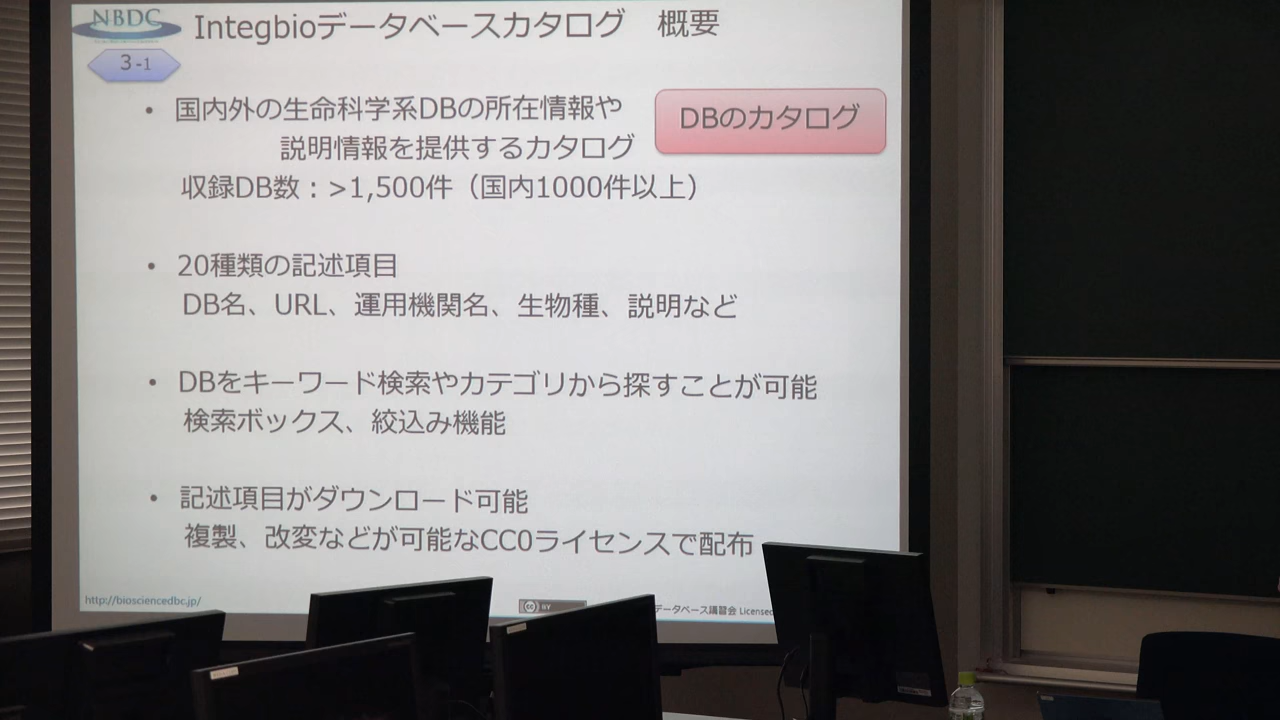 NBDC
Integbioデータベースカタログ　概要
3-1
・ 国内外の生命科学系DBの所在情報や
説明情報を提供するカタログ
DBのカタログ
収録DB数：>1,500件（国内1000件以上）
・ 20種類の記述項目
DB名、URL、運用機関名、生物種、説明など
・ DBをキーワード検索やカテゴリから探すことが可能
検索ボックス、絞込み機能
・ 記述項目がダウンロード可能
複製、改変などが可能なCC0ライセンスで配布
http://biosciencedbc.jp/
cc BY
データベース講習会 Licensed